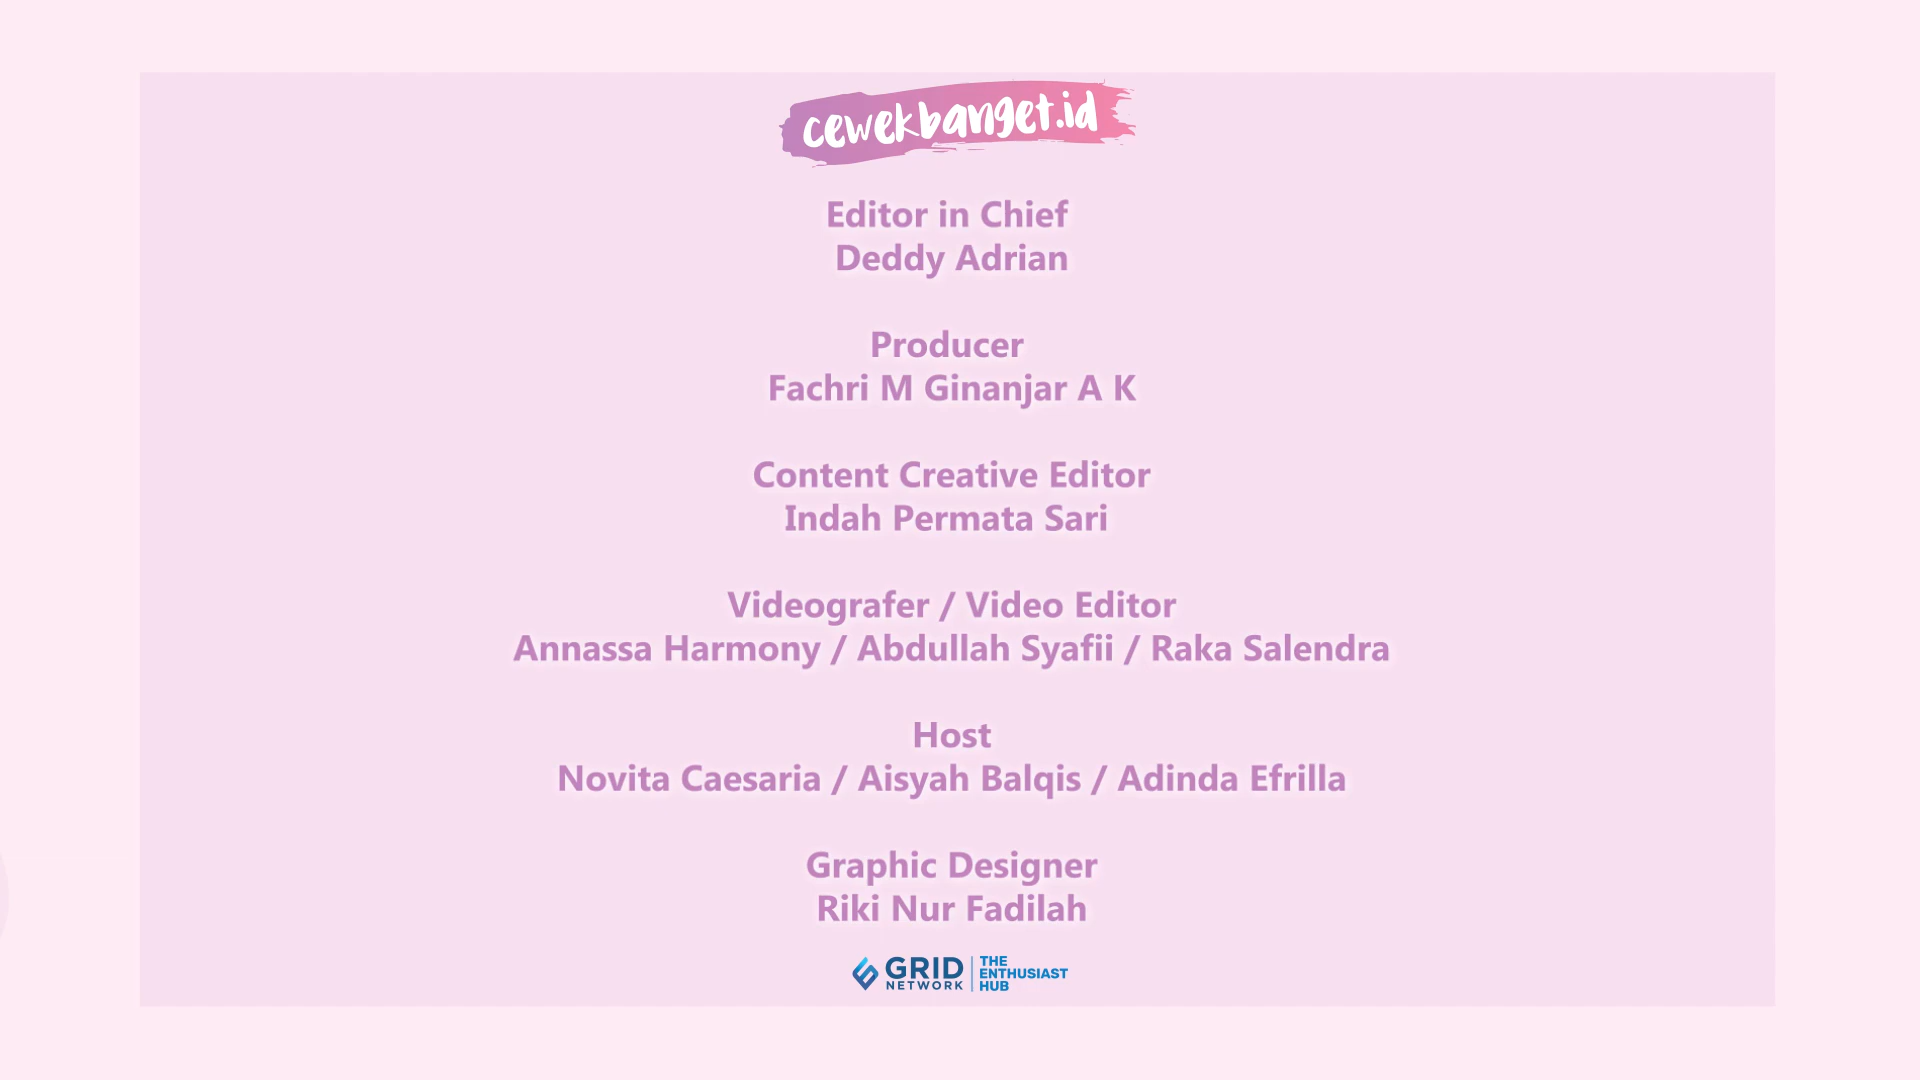 cewekbanget.id
Editor in Chief
Deddy Adrian
Producer
Fachri M Ginanjar A K
Content Creative Editor
Indah Permata Sari
Videografer / Video Editor
Annassa Harmony / Abdullah Syafii / Raka Salendra
Host
Novita Caesaria / Aisyah Balqis / Adinda Efrilla
Graphic Designer
Riki Nur Fadilah
GRID
NETWORK
THE
ENTHUSIAST
HUB